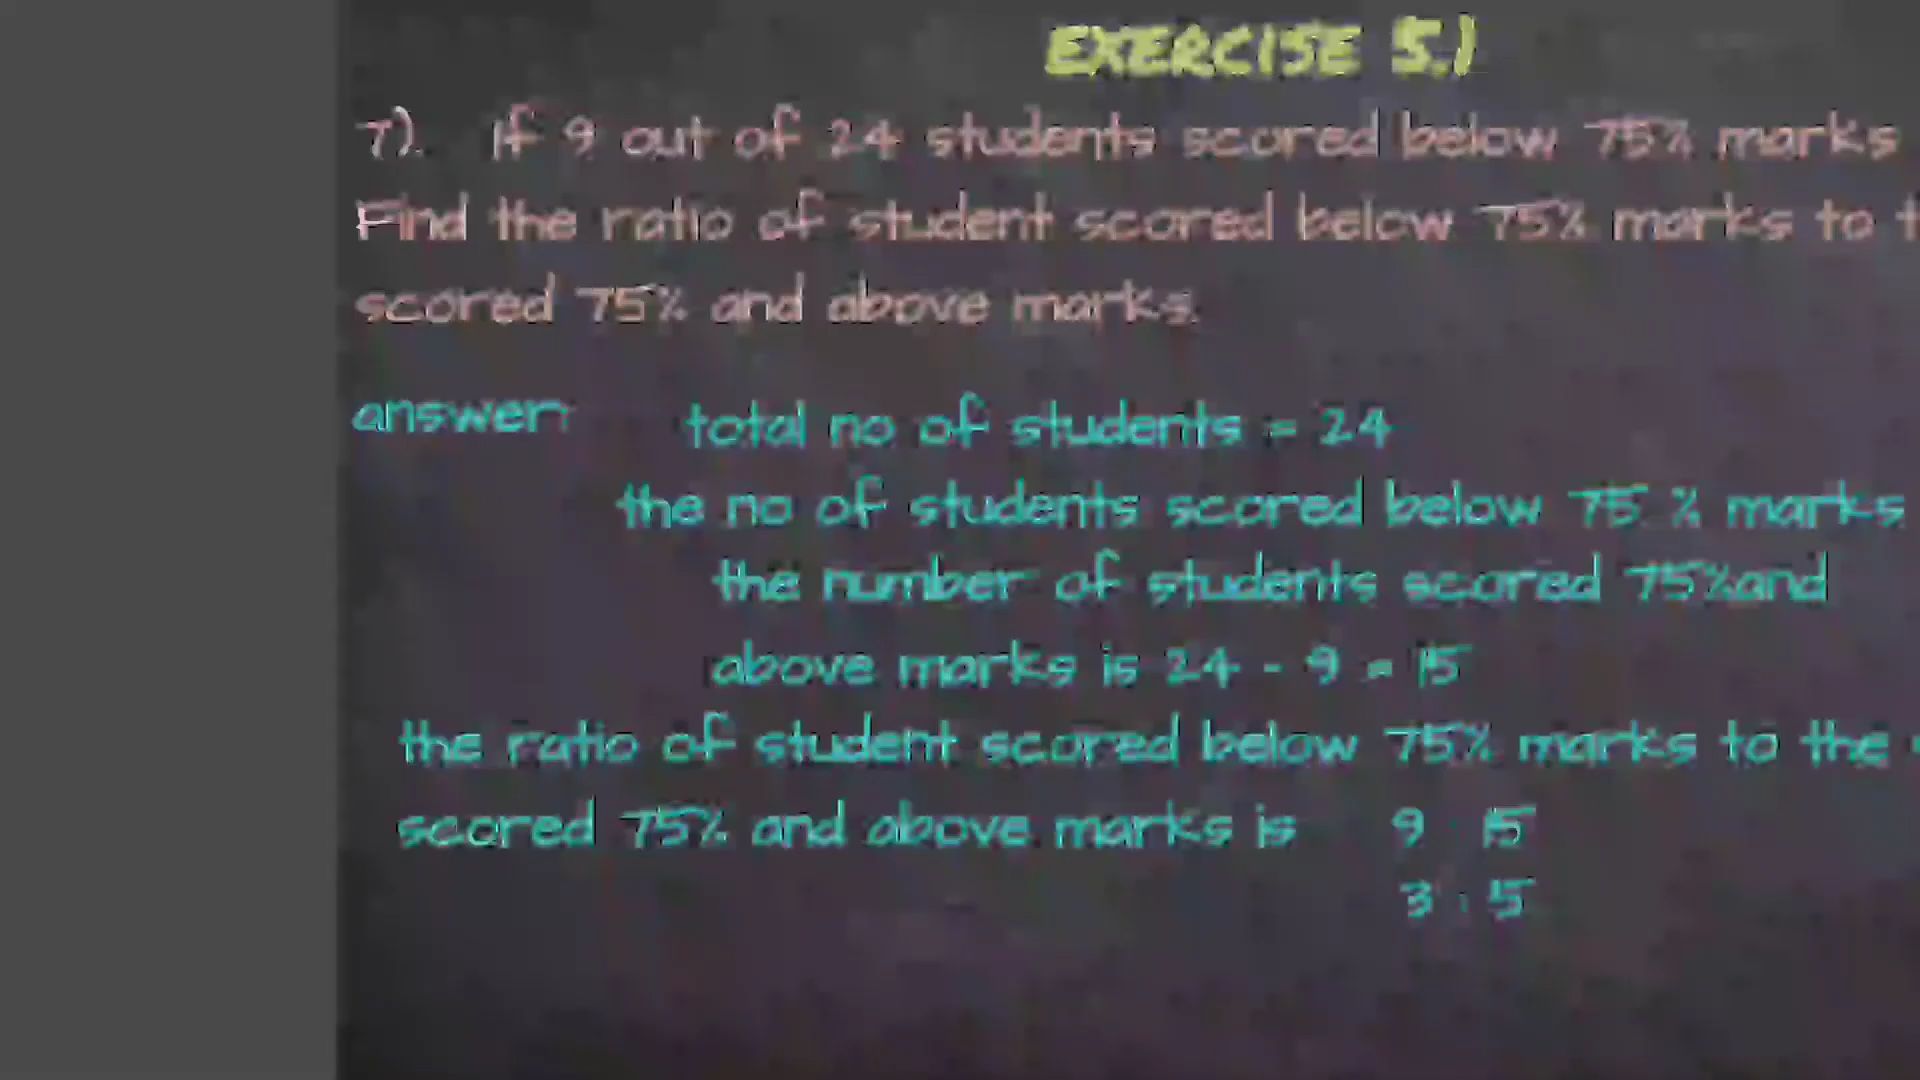 EXERCISE 5.1
7). If 9 out of 24 students scored below 75% marks
Find the ratio of student scored below 75% marks to
scored 75% and above marks.
answer: total no of students = 24
the no of students scored below 75 % marks
the number of students scored 75%and
above marks is 24 - 9 = 15
the ratio of student scored below 75% marks to the
scored 75% and above marks is 9 : 15
3 : 5